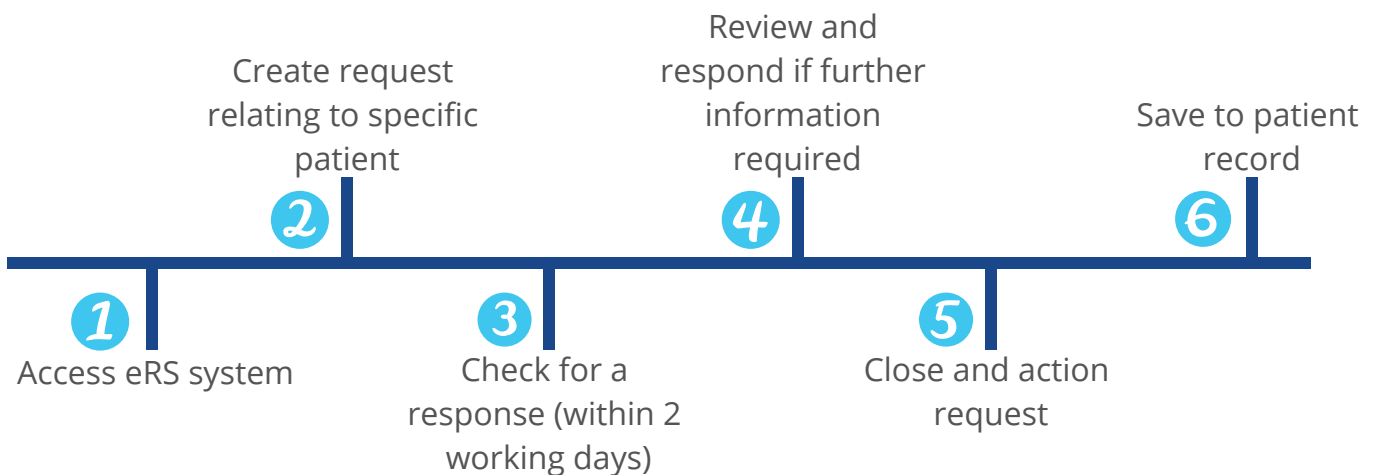 1
Access eRS system
2
Create request
relating to specific
patient
3
Check for a
response (within 2
working days)
4
Review and
respond if further
information
required
5
Close and action
request
6
Save to patient
record